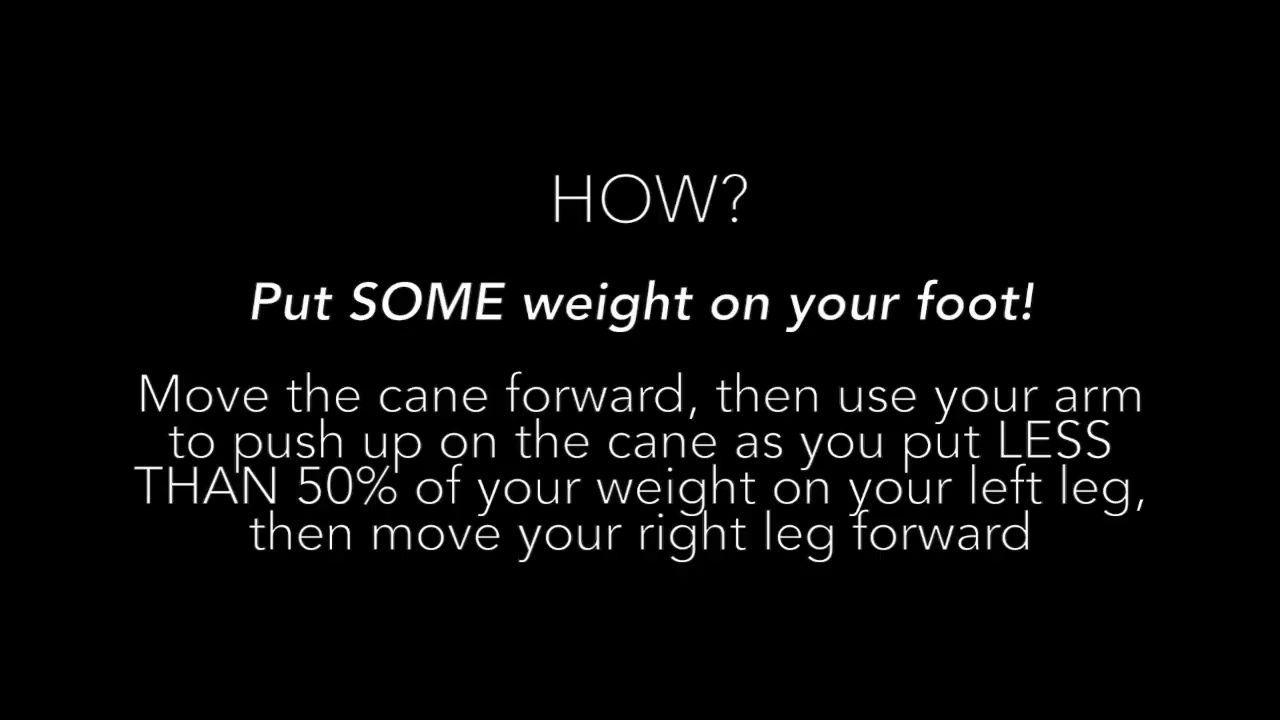 HOW?
Put SOME weight on your foot!
Move the cane forward, then use your arm
to push up on the cane as you put LESS
THAN 50% of your weight on your left leg,
then move your right leg forward